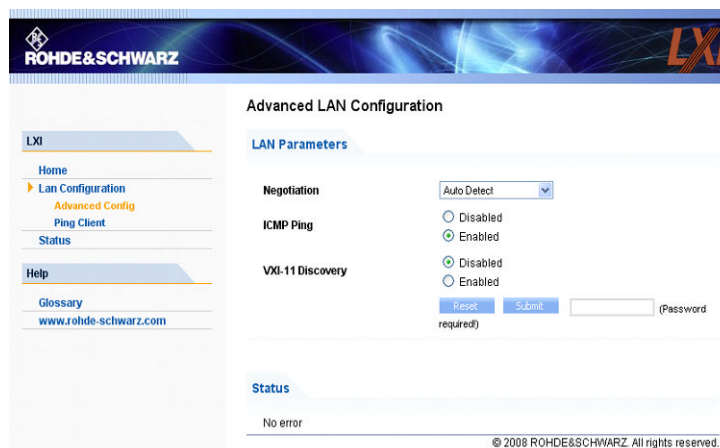 ROHDE&SCHWARZ
LXI
Advanced LAN Configuration
LXI
Home
Lan Configuration
Advanced Config
Ping Client
Status
Help
Glossary
www.rohde-schwarz.com
LAN Parameters
Negotiation
Auto Detect
ICMP Ping
Disabled
Enabled
VXI-11 Discovery
Disabled
Enabled
Reset
Submit
(Password
required!)
Status
No error
© 2008 ROHDE&SCHWARZ. All rights reserved.